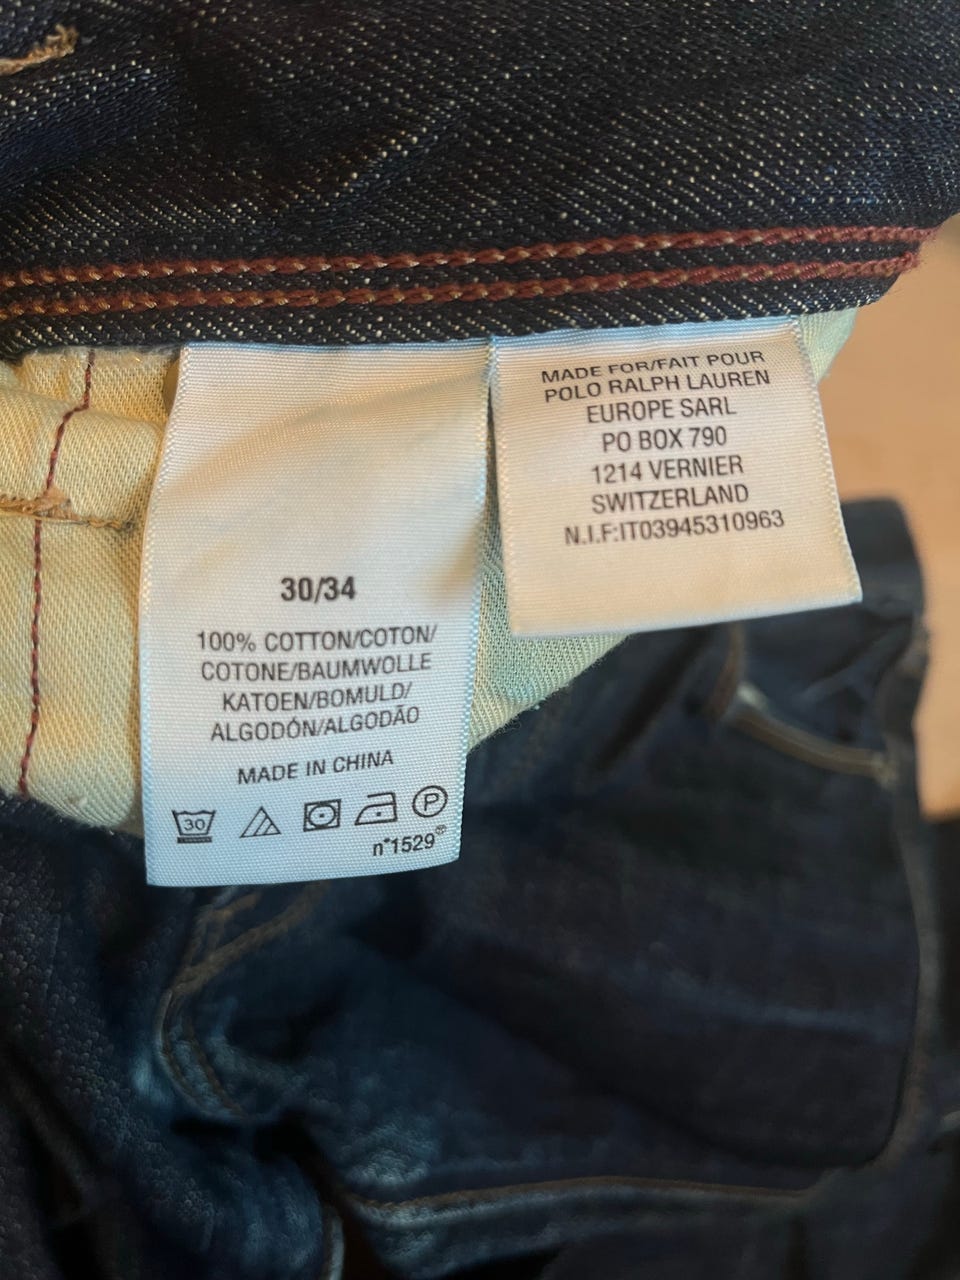 30/34
100% COTTON/COTON/
COTONE/BAUMWOLLE
KATOEN/BOMULD/
ALGODÓN/ALGODÃO
MADE IN CHINA
30
P
n°1529
MADE FOR/FAIT POUR
POLO RALPH LAUREN
EUROPE SARL
PO BOX 790
1214 VERNIER
SWITZERLAND
N.I.F:IT03945310963